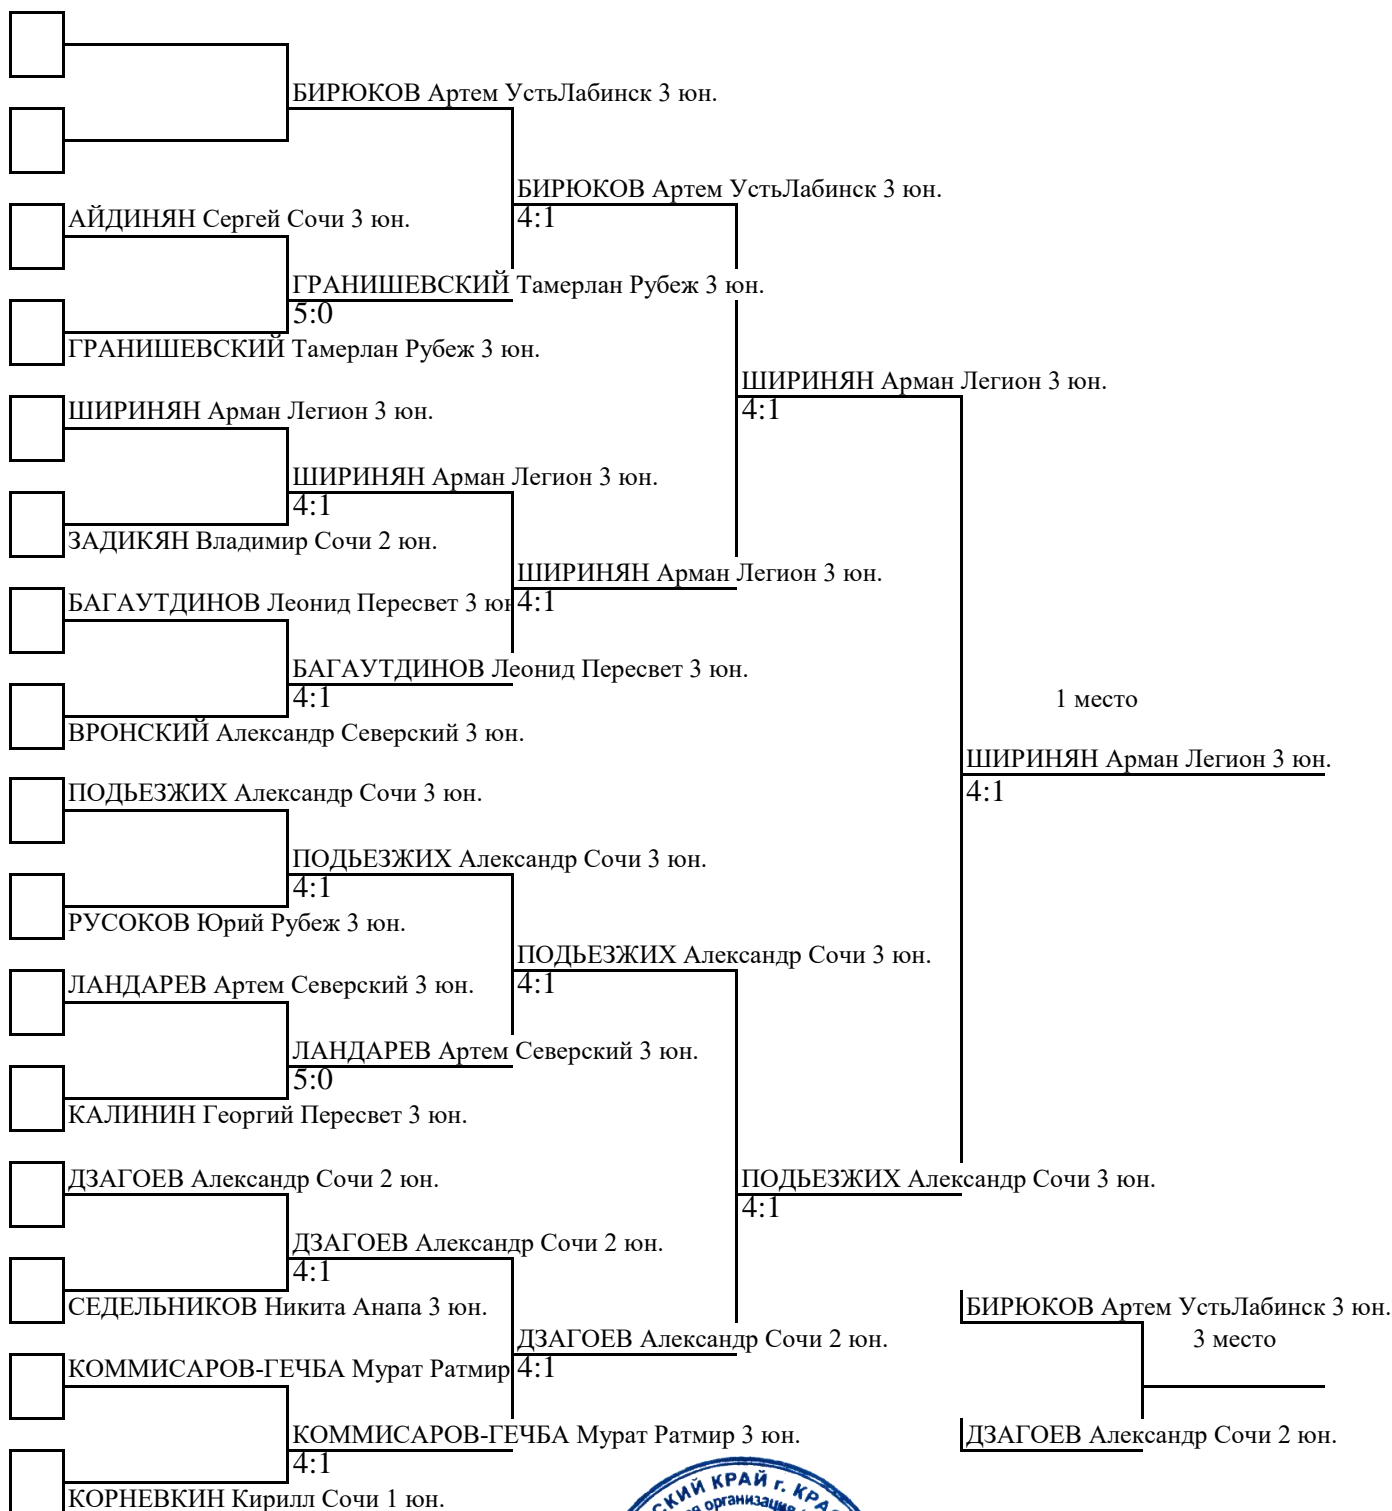 БИРЮКОВ Артем УстьЛабинск 3 юн.
БИРЮКОВ Артем УстьЛабинск 3 юн.
4:1
АЙДИНЯН Сергей Сочи 3 юн.
ГРАНИШЕВСКИЙ Тамерлан Рубеж 3 юн.
5:0
ГРАНИШЕВСКИЙ Тамерлан Рубеж 3 юн.
ШИРИНЯН Арман Легион 3 юн.
4:1
ШИРИНЯН Арман Легион 3 юн.
ШИРИНЯН Арман Легион 3 юн.
4:1
ЗАДИКЯН Владимир Сочи 2 юн.
ШИРИНЯН Арман Легион 3 юн.
4:1
БАГАУТДИНОВ Леонид Пересвет 3 юн
БАГАУТДИНОВ Леонид Пересвет 3 юн.
4:1
ВРОНСКИЙ Александр Северский 3 юн.
1 место
ШИРИНЯН Арман Легион 3 юн.
4:1
ПОДЬЕЗЖИХ Александр Сочи 3 юн.
ПОДЬЕЗЖИХ Александр Сочи 3 юн.
4:1
РУСОКОВ Юрий Рубеж 3 юн.
ПОДЬЕЗЖИХ Александр Сочи 3 юн.
4:1
ЛАНДАРЕВ Артем Северский 3 юн.
ЛАНДАРЕВ Артем Северский 3 юн.
5:0
КАЛИНИН Георгий Пересвет 3 юн.
ДЗАГОЕВ Александр Сочи 2 юн.
ПОДЬЕЗЖИХ Александр Сочи 3 юн.
4:1
ДЗАГОЕВ Александр Сочи 2 юн.
4:1
СЕДЕЛЬНИКОВ Никита Анапа 3 юн.
БИРЮКОВ Артем УстьЛабинск 3 юн.
3 место
ДЗАГОЕВ Александр Сочи 2 юн.
4:1
КОММИСАРОВ-ГЕЧБА Мурат Ратмир
КОММИСАРОВ-ГЕЧБА Мурат Ратмир 3 юн.
4:1
ДЗАГОЕВ Александр Сочи 2 юн.
КОРНЕВКИН Кирилл Сочи 1 юн.
СКИЙ КРАЙ г. КРАС
организация